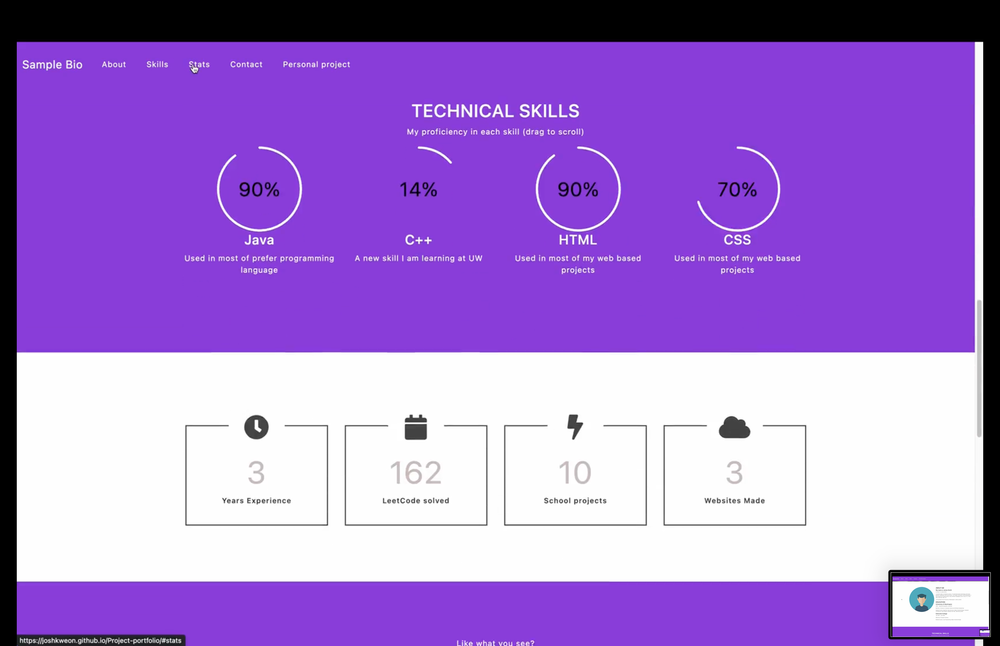 Sample Bio About Skills Stats Contact Personal project
TECHNICAL SKILLS
My proficiency in each skill (drag to scroll)
90% 14% 90% 70%
Java C++ HTML CSS
Used in most of prefer programming
language
A new skill I am learning at UW
Used in most of my web based
projects
Used in most of my web based
projects
3 162 10 3
Years Experience LeetCode solved School projects Websites Made
Like what you see?
https://joshkweon.github.io/Project-portfolio/#stats